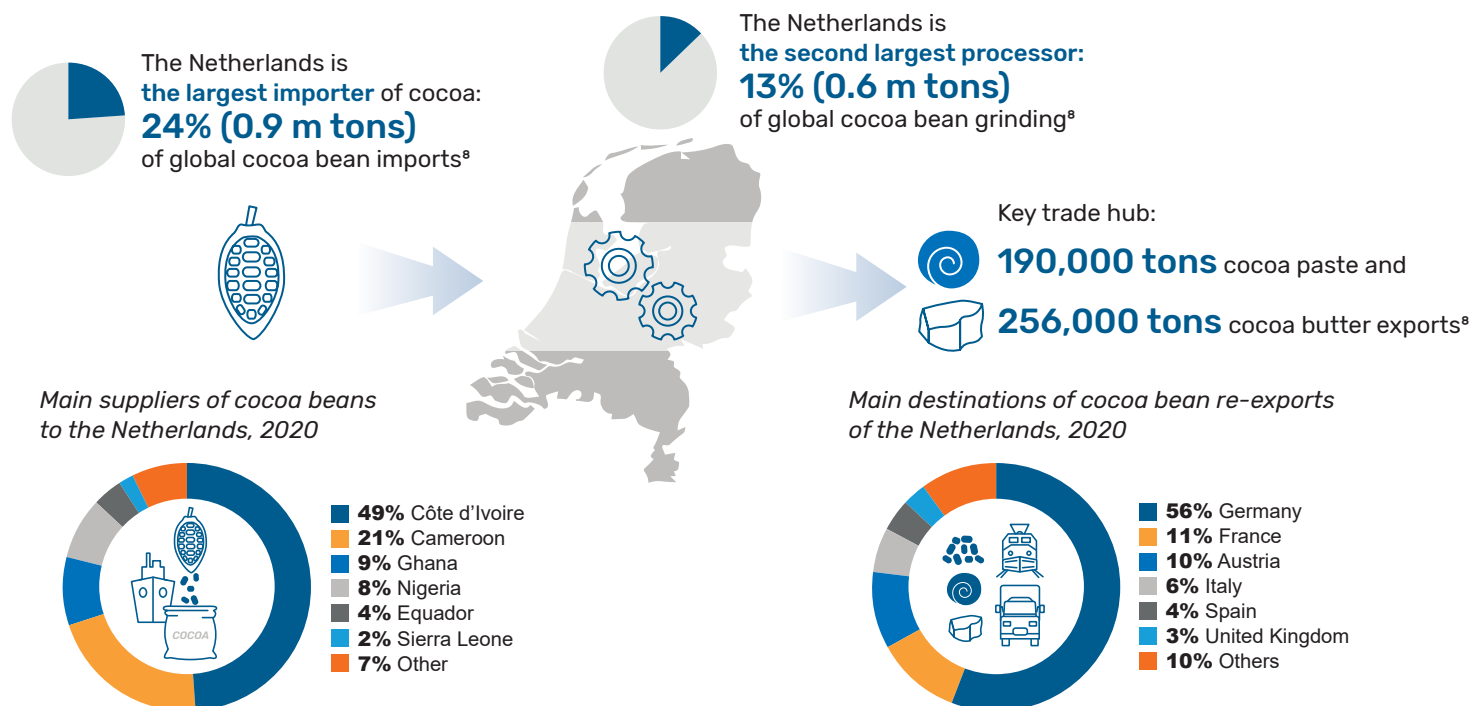 The Netherlands is
the largest importer of cocoa:
24% (0.9 m tons)
of global cocoa bean imports⁸
The Netherlands is
the second largest processor:
13% (0.6 m tons)
of global cocoa bean grinding⁸
Key trade hub:
190,000 tons cocoa paste and
256,000 tons cocoa butter exports⁸
Main suppliers of cocoa beans
to the Netherlands, 2020
COCOA
49% Côte d'Ivoire
21% Cameroon
9% Ghana
8% Nigeria
4% Equador
2% Sierra Leone
7% Other
Main destinations of cocoa bean re-exports
of the Netherlands, 2020
56% Germany
11% France
10% Austria
6% Italy
4% Spain
3% United Kingdom
10% Others